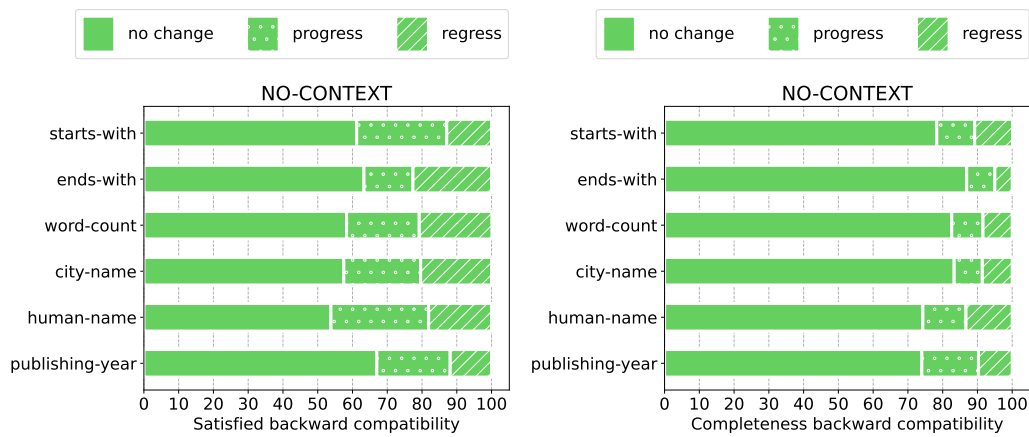 no change progress regress
NO-CONTEXT
starts-with
ends-with
word-count
city-name
human-name
publishing-year
0 10 20 30 40 50 60 70 80 90 100
Satisfied backward compatibility
no change progress regress
NO-CONTEXT
starts-with
ends-with
word-count
city-name
human-name
publishing-year
0 10 20 30 40 50 60 70 80 90 100
Completeness backward compatibility